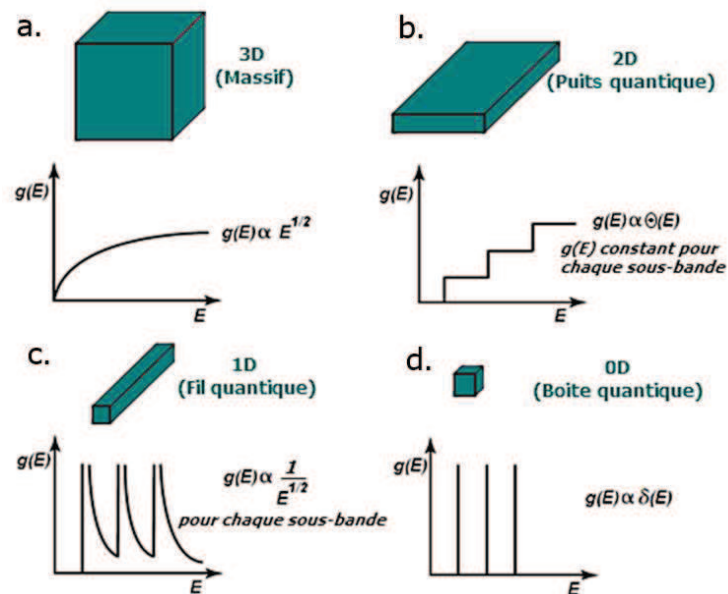 a.
3D
(Massif)
g(E)
g(E) α E^1/2
E
b.
2D
(Puits quantique)
g(E)
g(E) α Θ(E)
g(E) constant pour
chaque sous-bande
E
c.
1D
(Fil quantique)
g(E)
g(E) α 1/E^1/2
pour chaque sous-bande
E
d.
0D
(Boite quantique)
g(E)
g(E) α δ(E)
E